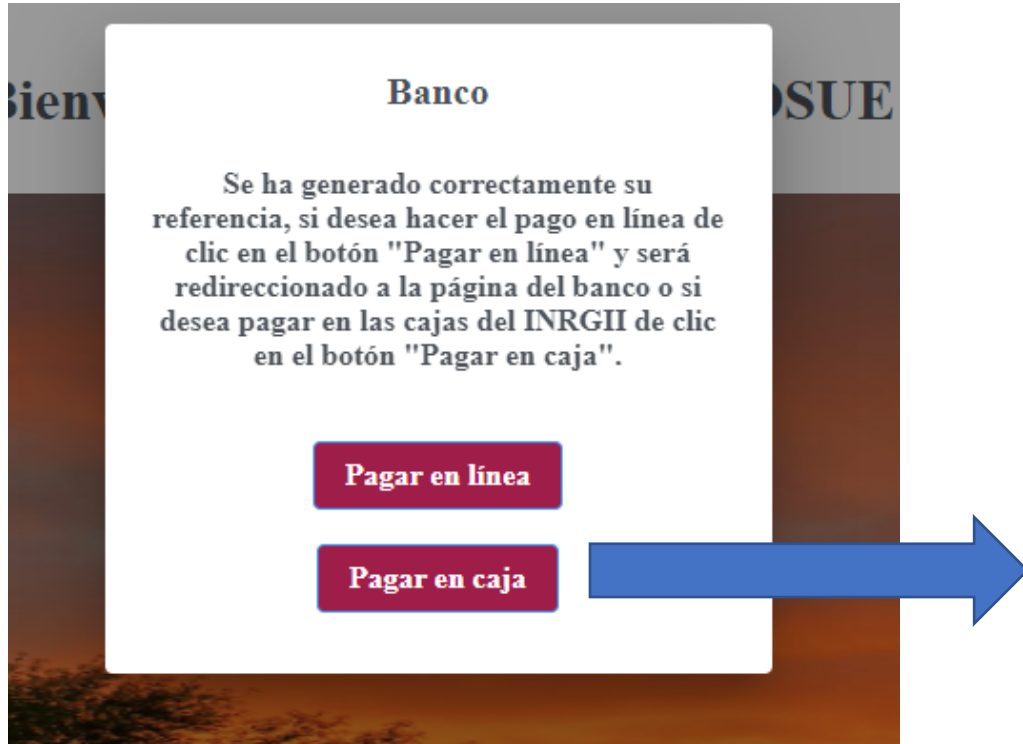 Banco
OSUE
Se ha generado correctamente su
referencia, si desea hacer el pago en línea de
clic en el botón "Pagar en línea" y será
redireccionado a la página del banco o si
desea pagar en las cajas del INRGII de clic
en el botón "Pagar en caja".
Pagar en línea
Pagar en caja